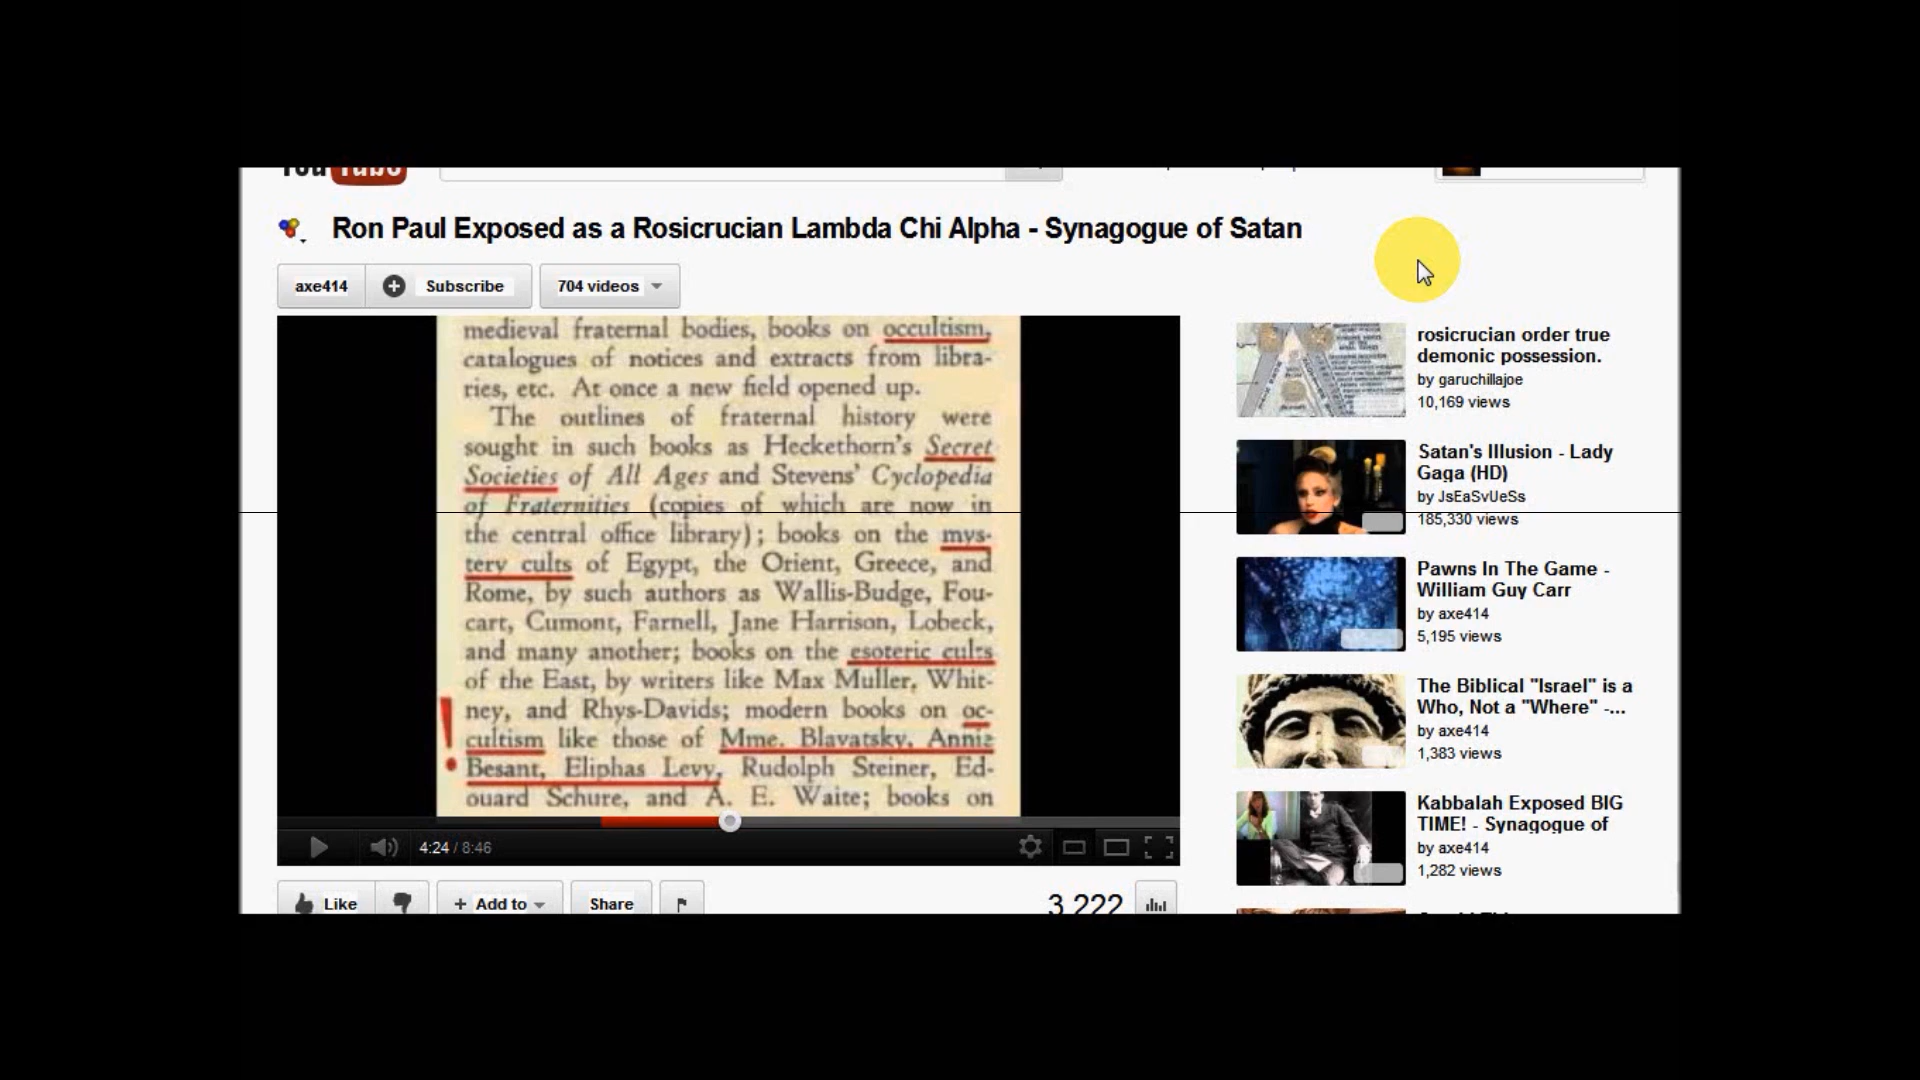 YouTube
Ron Paul Exposed as a Rosicrucian Lambda Chi Alpha - Synagogue of Satan
axe414
Subscribe
704 videos
medieval fraternal bodies, books on occultism,
catalogues of notices and extracts from libra-
ries, etc. At once a new field opened up.
The outlines of fraternal history were
sought in such books as Heckethorn's Secret
Societies of All Ages and Stevens' Cyclopedia
of Fraternities (copies of which are now in
the central office library); books on the mys-
tery cults of Egypt, the Orient, Greece, and
Rome, by such authors as Wallis-Budge, Fou-
cart, Cumont, Farnell, Jane Harrison, Lobeck,
and many another; books on the esoteric cults
of the East, by writers like Max Muller, Whit-
ney, and Rhys-Davids; modern books on oc-
cultism like those of Mme. Blavatsky, Annie
Besant, Eliphas Levy, Rudolph Steiner, Ed-
ouard Schure, and A. E. Waite; books on
!
4:24 / 8:46
Like
+ Add to
Share
3,222
rosicrucian order true
demonic possession.
by garuchillajoe
10,169 views
Satan's Illusion - Lady
Gaga (HD)
by JsEaSvUeSs
185,330 views
Pawns In The Game -
William Guy Carr
by axe414
5,195 views
The Biblical "Israel" is a
Who, Not a "Where" -...
by axe414
1,383 views
Kabbalah Exposed BIG
TIME! - Synagogue of
by axe414
1,282 views